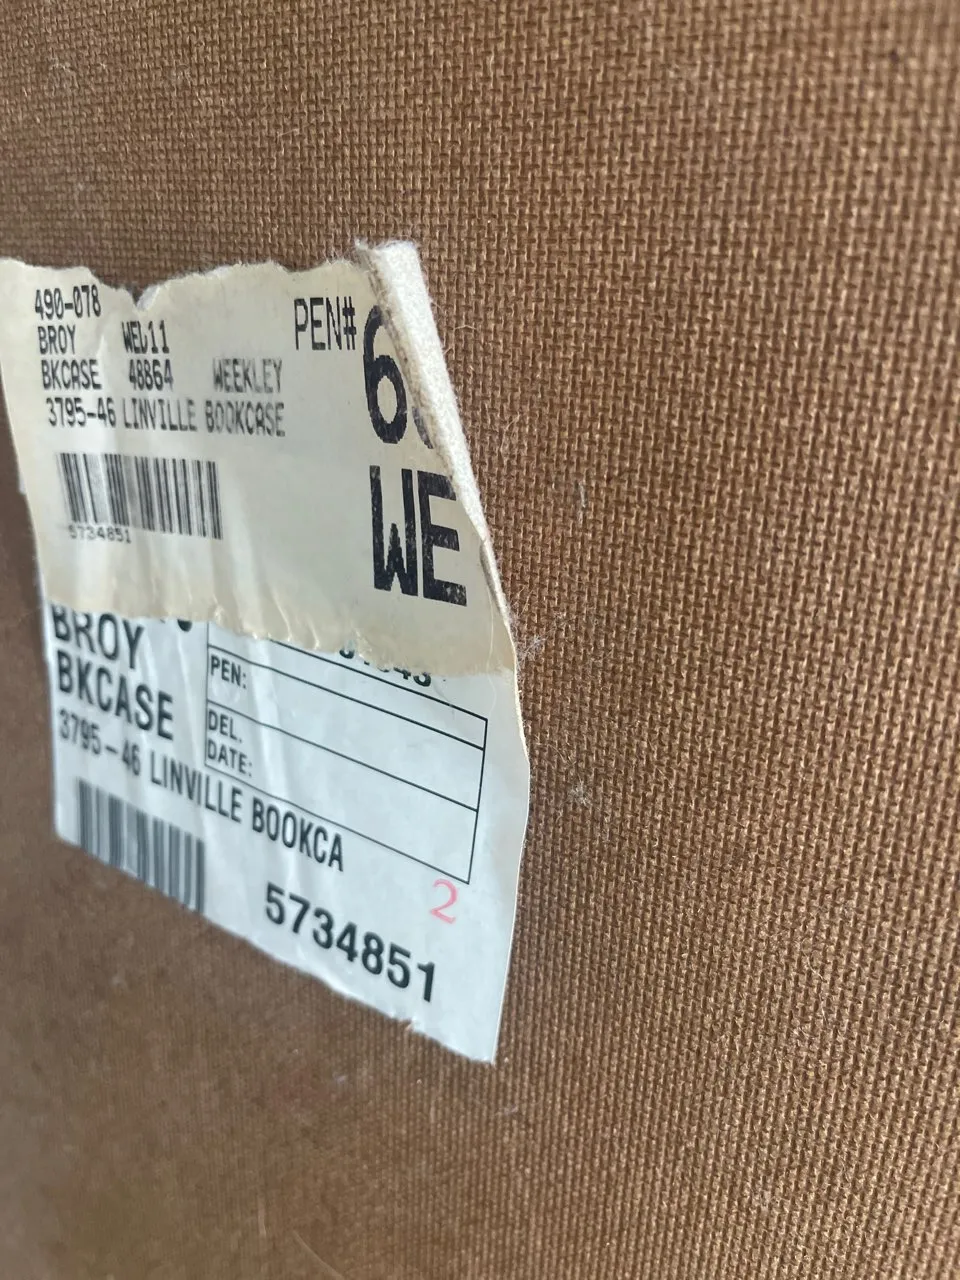 490-078
BROY WED11 PEN#
BKCASE 48864 WEEKLEY
3795-46 LINVILLE BOOKCASE
WE
5734851
BROY
BKCASE
PEN:
DEL.
DATE:
3795-46 LINVILLE BOOKCA
2
5734851